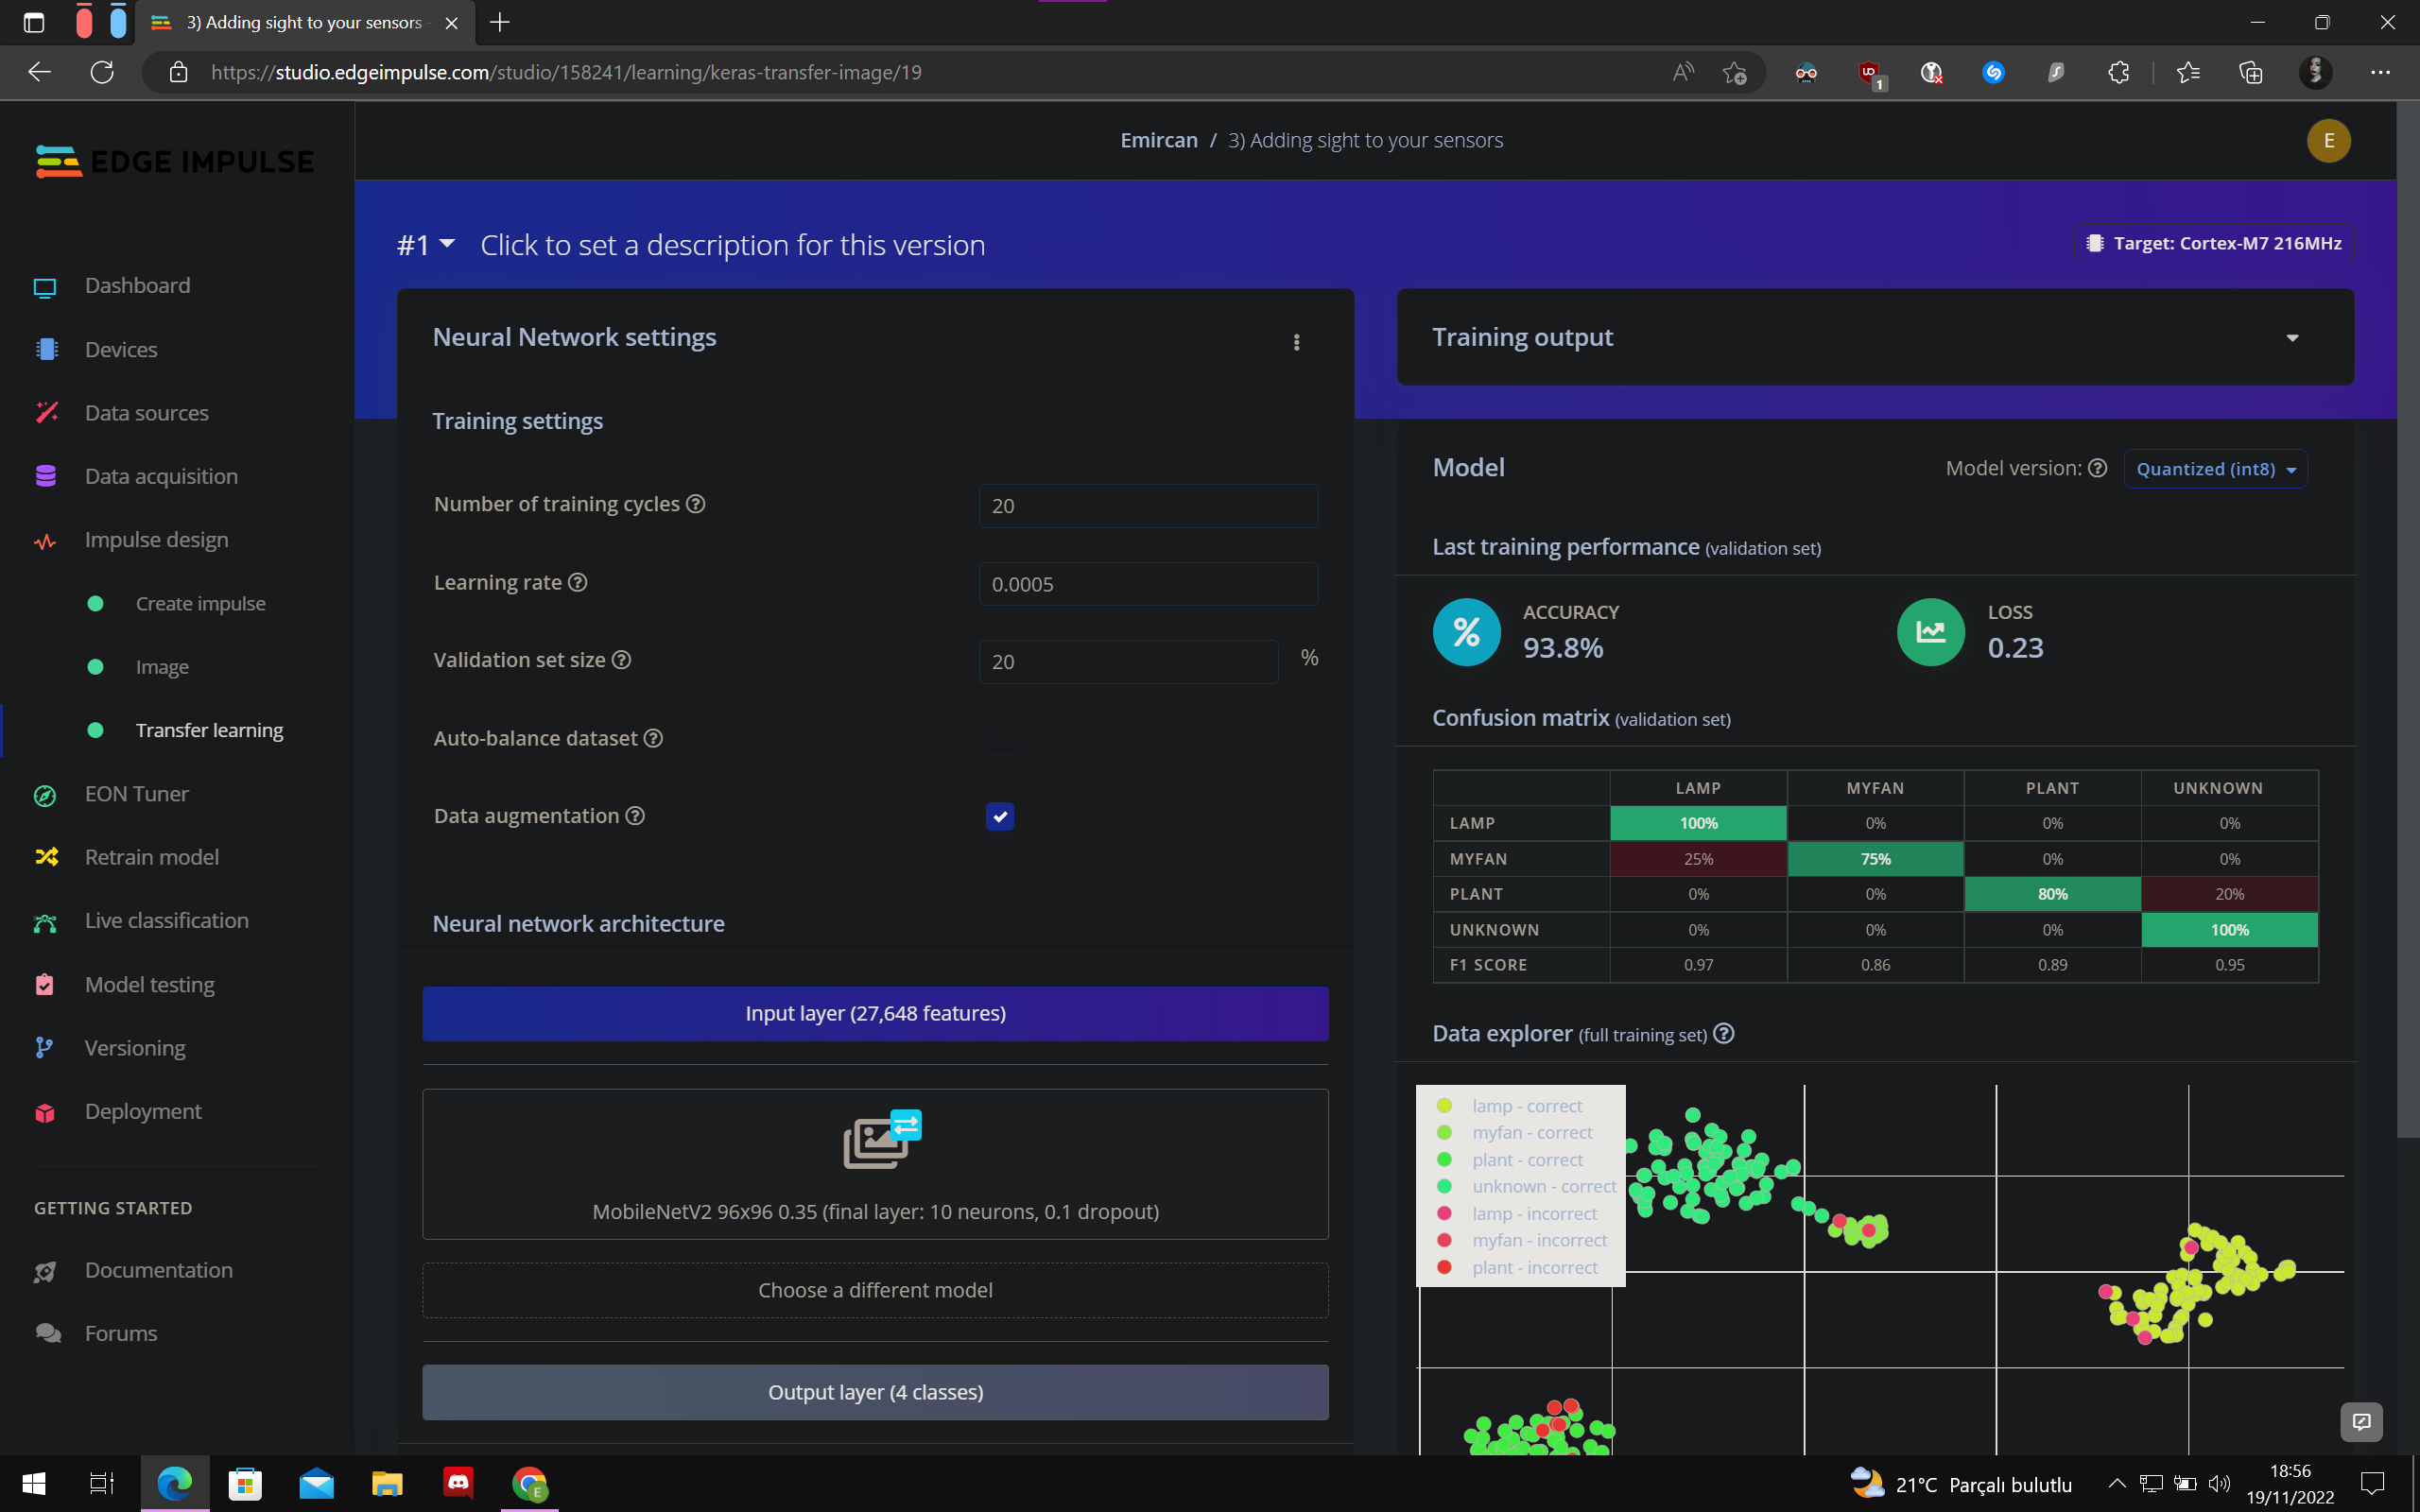 3) Adding sight to your sensors -
https://studio.edgeimpulse.com/studio/158241/learning/keras-transfer-image/19
1
EDGE IMPULSE
Emircan / 3) Adding sight to your sensors
E
#1 Click to set a description for this version
Target: Cortex-M7 216MHz
Dashboard
Devices
Data sources
Data acquisition
Impulse design
Create impulse
Image
Transfer learning
EON Tuner
Retrain model
Live classification
Model testing
Versioning
Deployment
GETTING STARTED
Documentation
Forums
Neural Network settings
Training settings
Number of training cycles 20
Learning rate 0.0005
Validation set size 20 %
Auto-balance dataset
Data augmentation
Neural network architecture
Input layer (27,648 features)
MobileNetV2 96x96 0.35 (final layer: 10 neurons, 0.1 dropout)
Choose a different model
Output layer (4 classes)
Training output
Model
Model version: Quantized (int8)
Last training performance (validation set)
% ACCURACY
93.8%
LOSS
0.23
Confusion matrix (validation set)
LAMP MYFAN PLANT UNKNOWN
LAMP 100% 0% 0% 0%
MYFAN 25% 75% 0% 0%
PLANT 0% 0% 80% 20%
UNKNOWN 0% 0% 0% 100%
F1 SCORE 0.97 0.86 0.89 0.95
Data explorer (full training set)
lamp - correct
myfan - correct
plant - correct
unknown - correct
lamp - incorrect
myfan - incorrect
plant - incorrect
21°C Parçalı bulutlu
18:56
19/11/2022